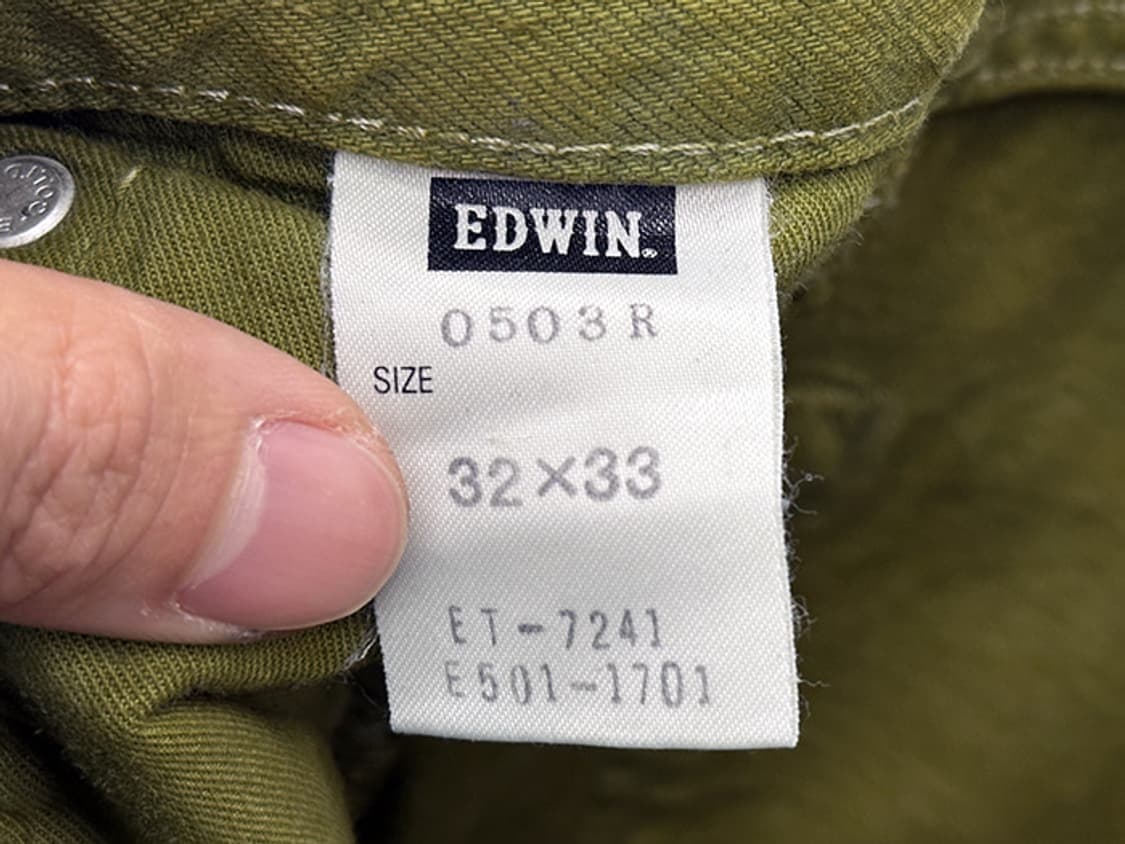 EDWIN®
0503R
SIZE
32×33
ET-7241
E501-1701